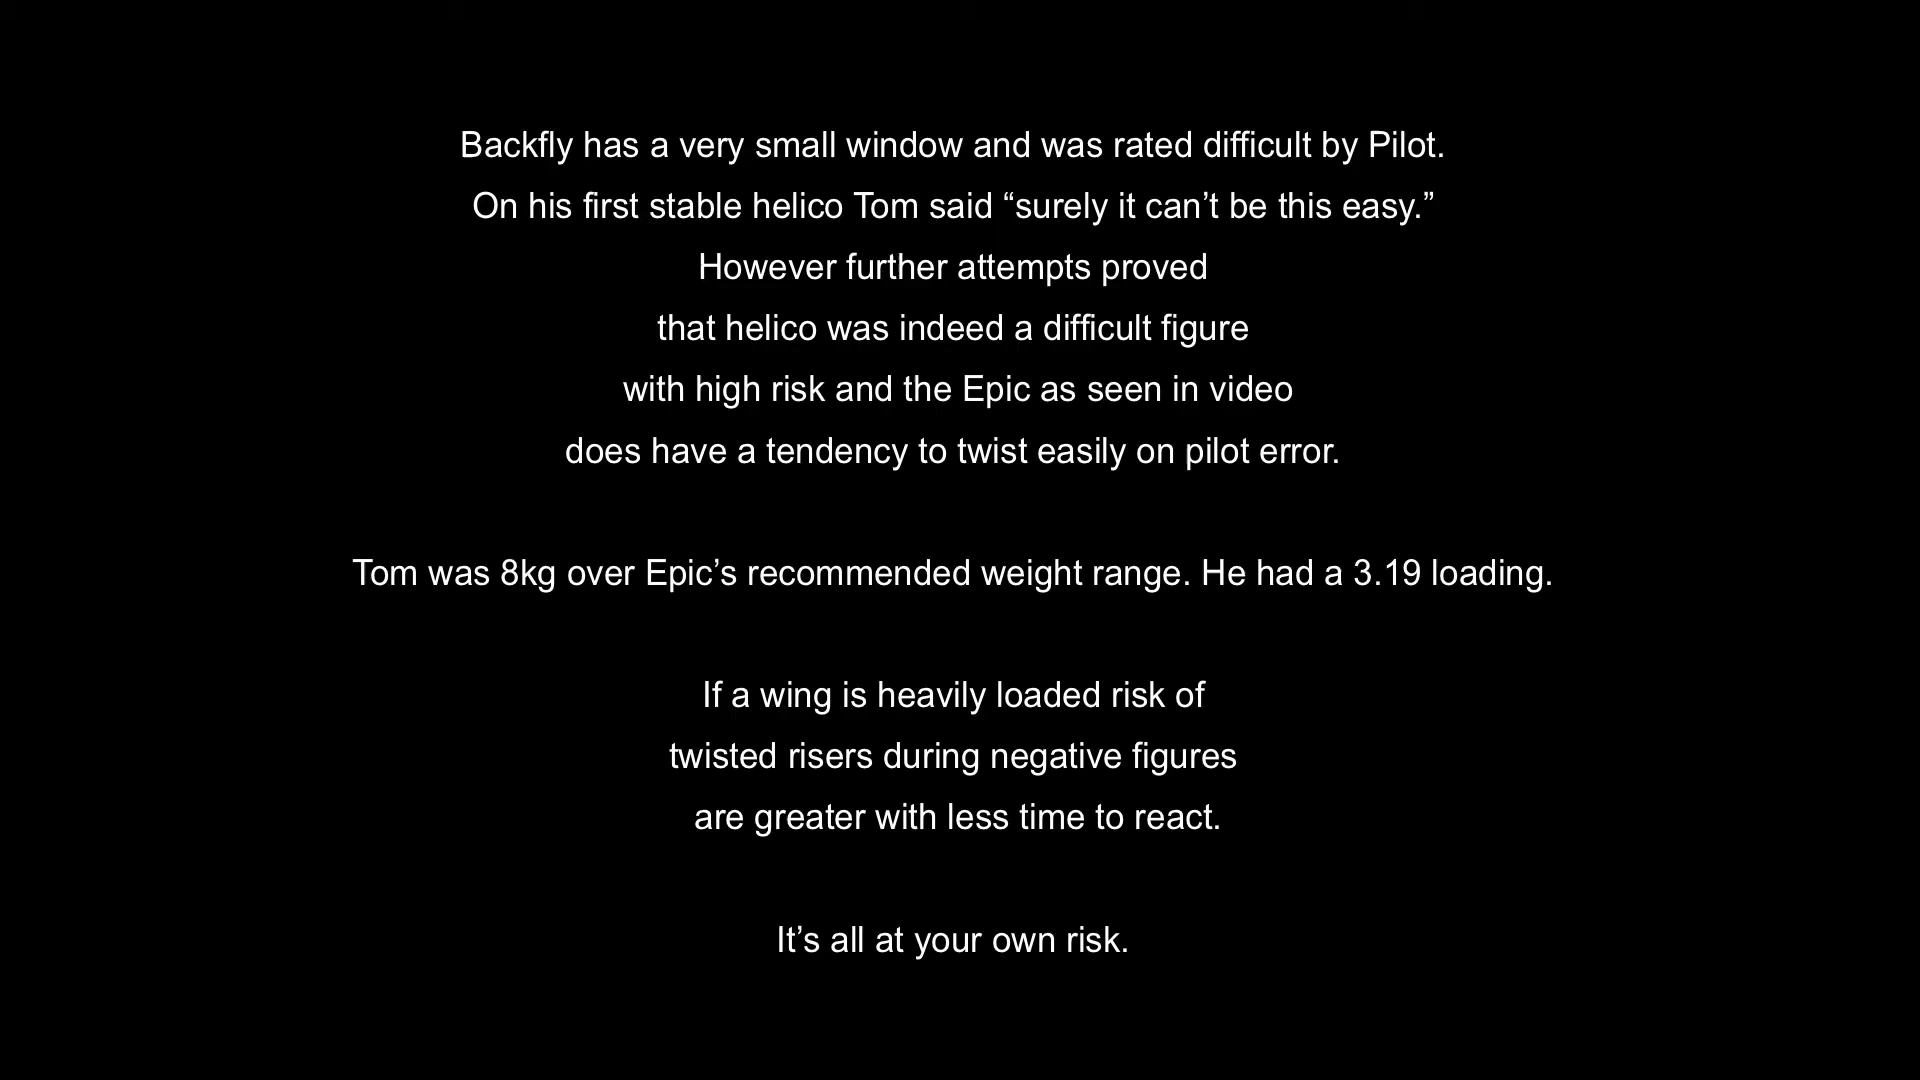 Backfly has a very small window and was rated difficult by Pilot.
On his first stable helico Tom said “surely it can’t be this easy.”
However further attempts proved
that helico was indeed a difficult figure
with high risk and the Epic as seen in video
does have a tendency to twist easily on pilot error.
Tom was 8kg over Epic’s recommended weight range. He had a 3.19 loading.
If a wing is heavily loaded risk of
twisted risers during negative figures
are greater with less time to react.
It’s all at your own risk.